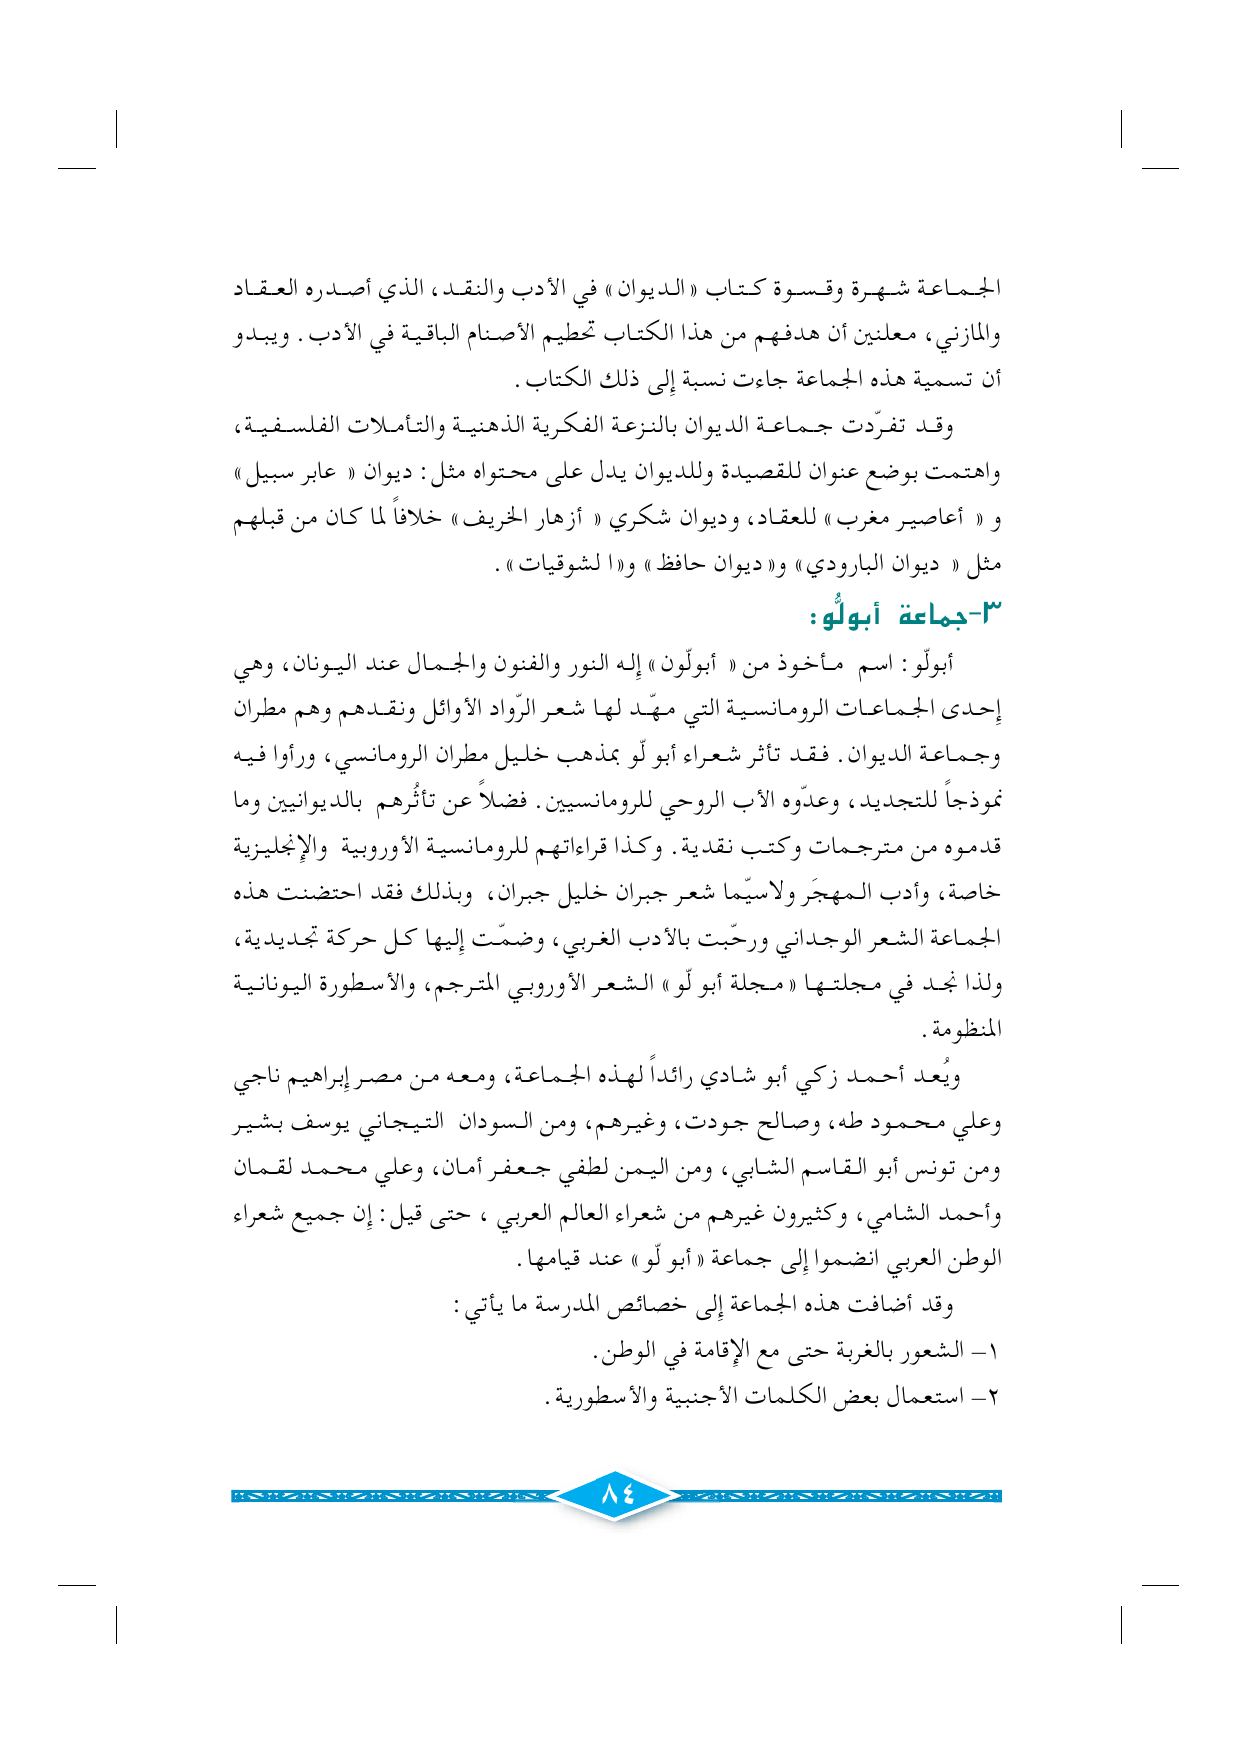 الجماعة شهرة وقسوة كتاب «الديوان» في الأدب والنقد، الذي أصدره العقاد
والمازني، معلنين أن هدفهم من هذا الكتاب تحطيم الأصنام الباقية في الأدب. ويبدو
أن تسمية هذه الجماعة جاءت نسبة إلى ذلك الكتاب.
وقد تفرّدت جماعة الديوان بالنزعة الفكرية الذهنية والتأملات الفلسفية،
واهتمت بوضع عنوان للقصيدة وللديوان يدل على محتواه مثل: ديوان « عابر سبيل»
و « أعاصير مغرب» للعقاد، وديوان شكري « أزهار الخريف» خلافاً لما كان من قبلهم
مثل « ديوان البارودي» و«ديوان حافظ» و«ا لشوقيات».
٣-جماعة أبولُّو:
أبولّو: اسم مأخوذ من « أبولّون» إله النور والفنون والجمال عند اليونان، وهي
إحدى الجماعات الرومانسية التي مهّد لها شعر الرّواد الأوائل ونقدهم وهم مطران
وجماعة الديوان. فقد تأثر شعراء أبو لّو بمذهب خليل مطران الرومانسي، ورأوا فيه
نموذجاً للتجديد، وعدّوه الأب الروحي للرومانسيين. فضلاً عن تأثُرهم بالديوانيين وما
قدموه من مترجمات وكتب نقدية. وكذا قراءاتهم للرومانسية الأوروبية والإنجليزية
خاصة، وأدب المهجَر ولاسيّما شعر جبران خليل جبران، وبذلك فقد احتضنت هذه
الجماعة الشعر الوجداني ورحّبت بالأدب الغربي، وضمّت إليها كل حركة تجديدية،
ولذا نجد في مجلتها «مجلة أبو لّو» الشعر الأوروبي المترجم، والأسطورة اليونانية
المنظومة.
ويُعد أحمد زكي أبو شادي رائداً لهذه الجماعة، ومعه من مصر إبراهيم ناجي
وعلي محمود طه، وصالح جودت، وغيرهم، ومن السودان التيجاني يوسف بشير
ومن تونس أبو القاسم الشابي، ومن اليمن لطفي جعفر أمان، وعلي محمد لقمان
وأحمد الشامي، وكثيرون غيرهم من شعراء العالم العربي ، حتى قيل: إن جميع شعراء
الوطن العربي انضموا إلى جماعة «أبو لّو» عند قيامها.
وقد أضافت هذه الجماعة إلى خصائص المدرسة ما يأتي:
١– الشعور بالغربة حتى مع الإقامة في الوطن.
٢– استعمال بعض الكلمات الأجنبية والأسطورية.
٨٤